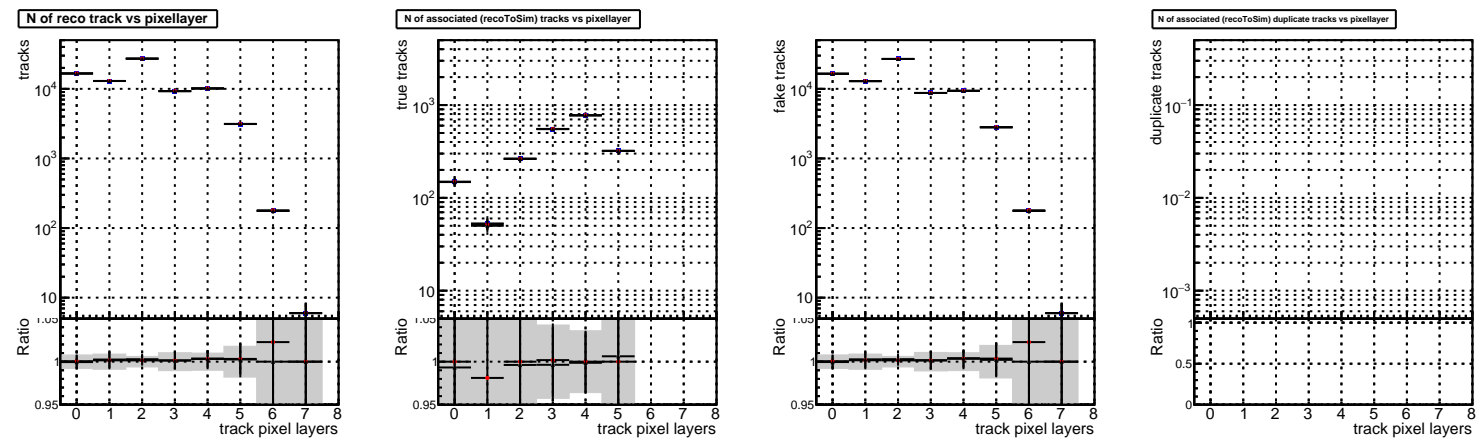 N of reco track vs pixellayer
tracks
10^4
10^3
10^2
10
1.05
Ratio
1
0.95
0 1 2 3 4 5 6 7 8
track pixel layers
N of associated (recoToSim) tracks vs pixellayer
true tracks
10^3
10^2
10
1.05
Ratio
1
0.95
0 1 2 3 4 5 6 7 8
track pixel layers
fake tracks
10^4
10^3
10^2
10
1.05
Ratio
1
0.95
0 1 2 3 4 5 6 7 8
track pixel layers
N of associated (recoToSim) duplicate tracks vs pixellayer
duplicate tracks
10^−1
10^−2
10^−3
Ratio
1
0.5
0
0 1 2 3 4 5 6 7 8
track pixel layers